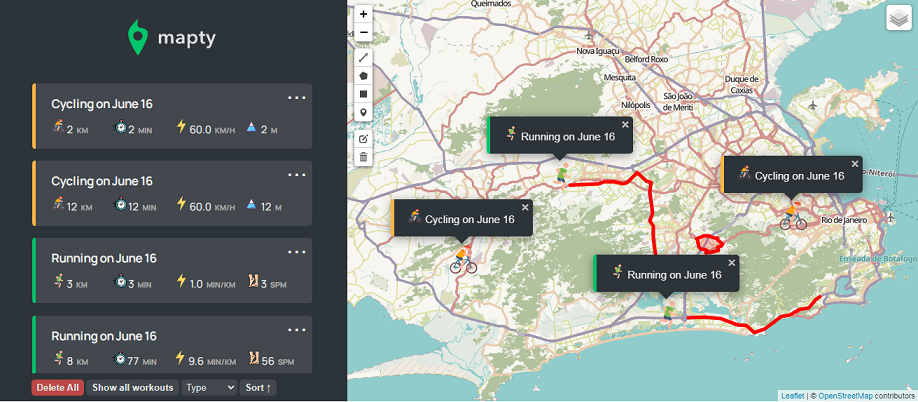 mapty
Cycling on June 16
2 KM 2 MIN 60.0 KM/H 2 M
Cycling on June 16
12 KM 12 MIN 60.0 KM/H 12 M
Running on June 16
3 KM 3 MIN 1.0 MIN/KM 3 SPM
Running on June 16
8 KM 77 MIN 9.6 MIN/KM 56 SPM
Delete All Show all workouts Type Sort ↑
+
−
Queimados
Nova Iguaçu
Belford Roxo
Mesquita
Duque de
Caxias
São João
de Meriti
Nilópolis
Running on June 16 ×
Cycling on June 16 ×
Cycling on June 16 ×
Niterói
Rio de Janeiro
Enseada de Botafogo
Running on June 16 ×
Leaflet | © OpenStreetMap contributors